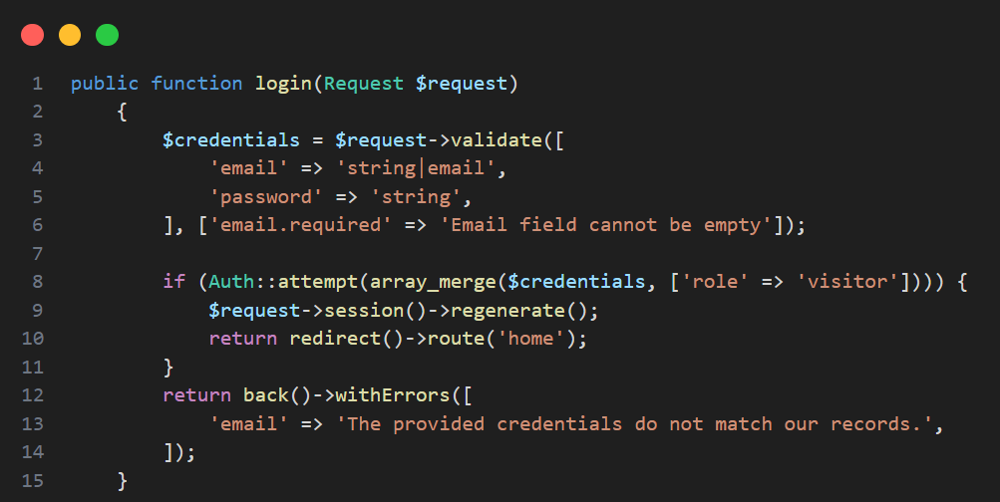 1 public function login(Request $request)
2     {
3         $credentials = $request->validate([
4             'email' => 'string|email',
5             'password' => 'string',
6         ], ['email.required' => 'Email field cannot be empty']);
7
8         if (Auth::attempt(array_merge($credentials, ['role' => 'visitor']))) {
9             $request->session()->regenerate();
10             return redirect()->route('home');
11         }
12         return back()->withErrors([
13             'email' => 'The provided credentials do not match our records.',
14         ]);
15     }